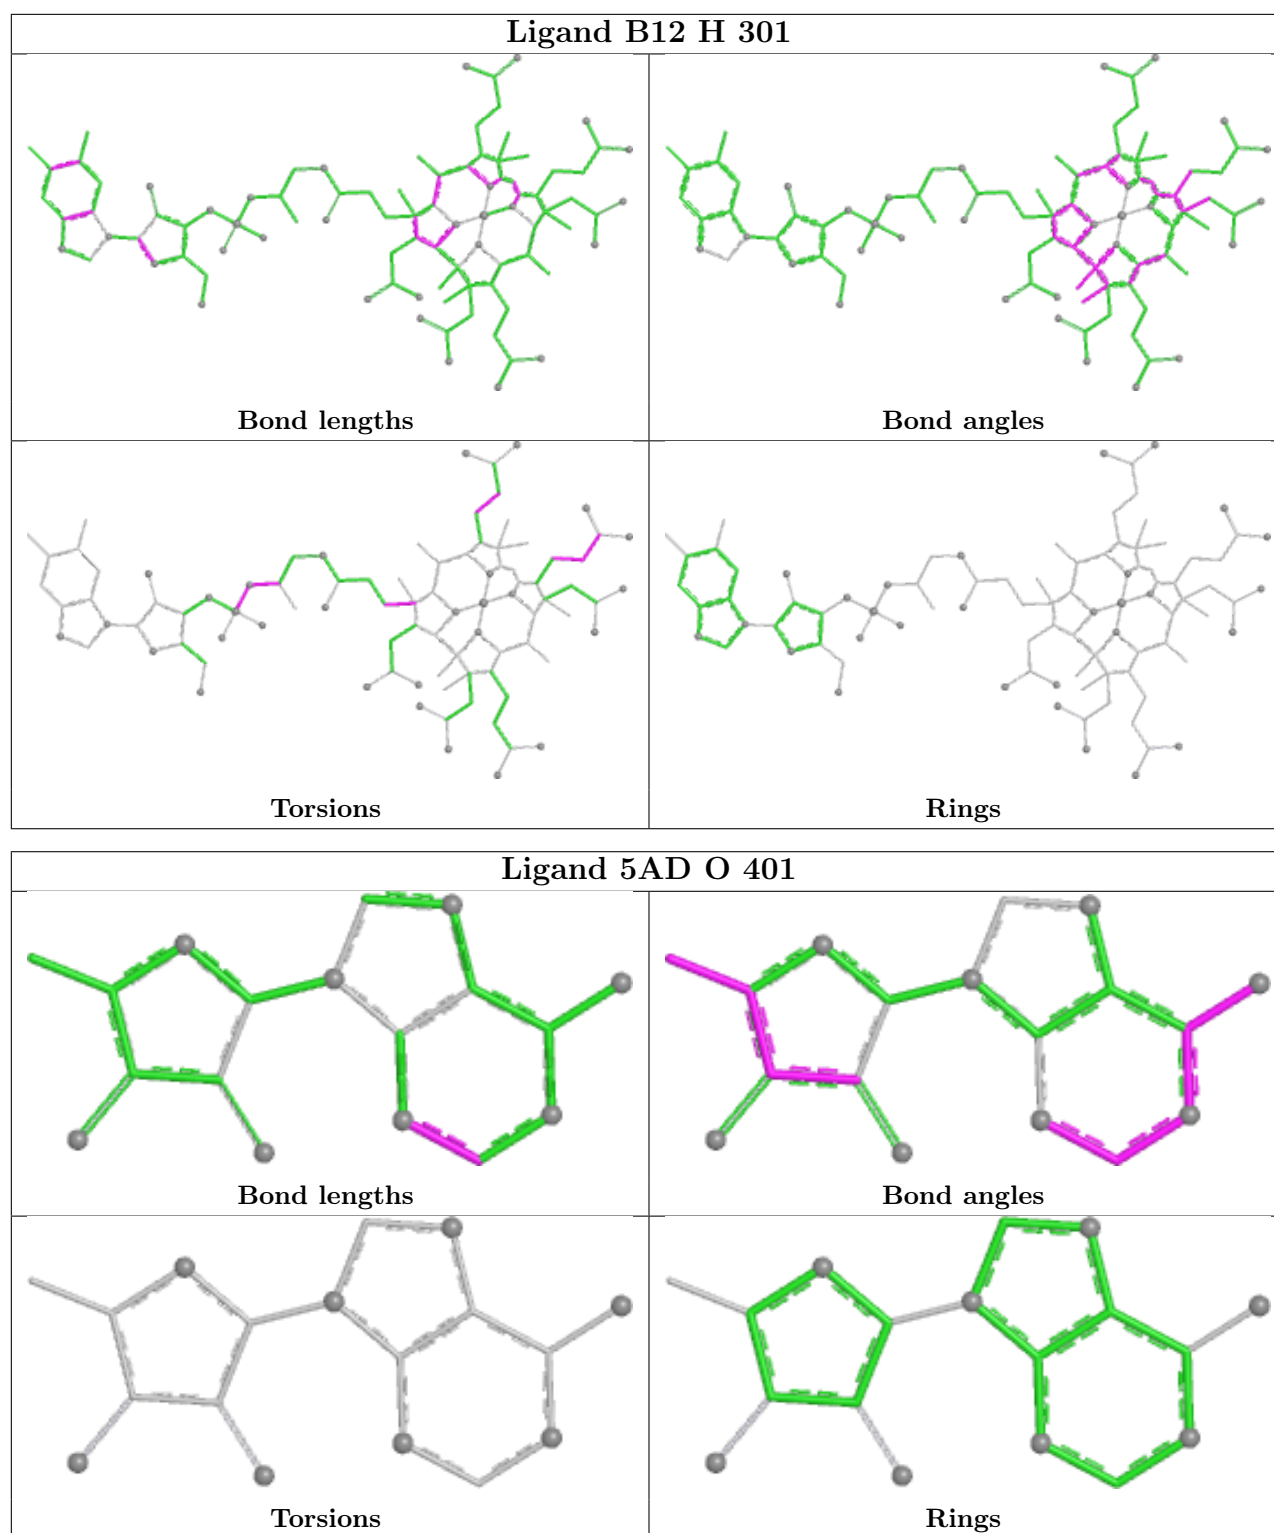 Ligand B12 H 301
Bond lengths
Bond angles
Torsions
Rings
Ligand 5AD O 401
Bond lengths
Bond angles
Torsions
Rings